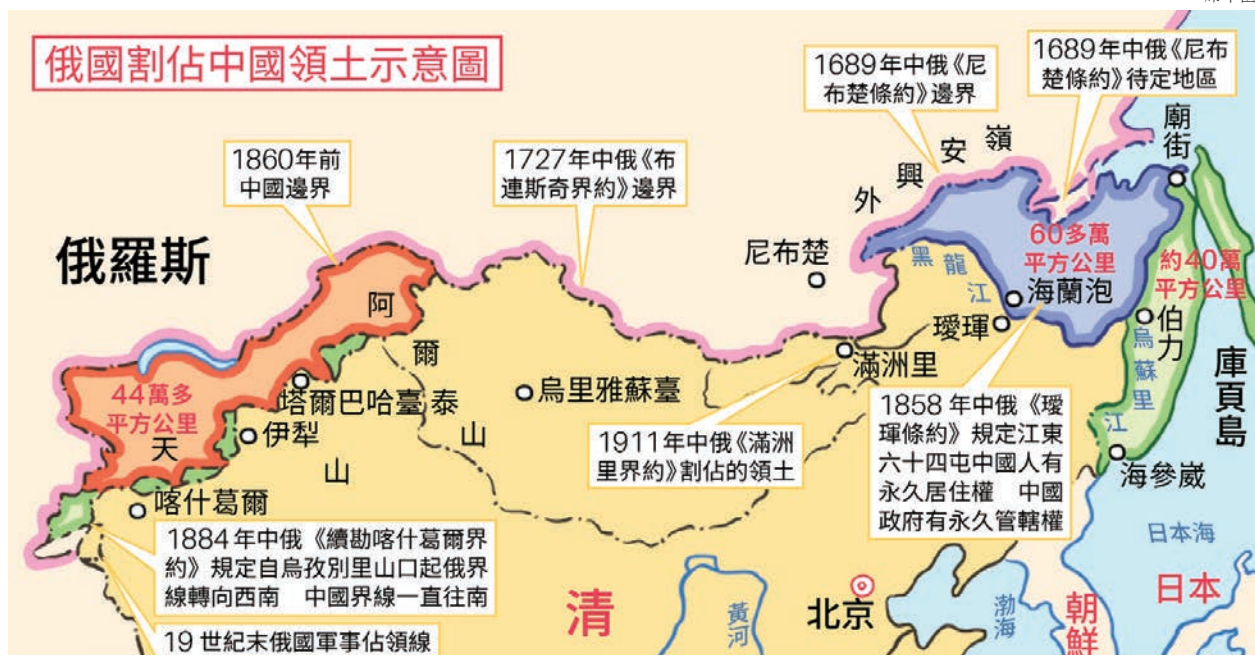 俄國割佔中國領土示意圖
1689年中俄《尼
布楚條約》邊界
1689年中俄《尼布
楚條約》待定地區
1860年前
中國邊界
1727年中俄《布
連斯奇界約》邊界
外興安嶺
廟街
俄羅斯
尼布楚
黑龍江
60多萬
平方公里
約40萬
平方公里
海蘭泡
璦琿
伯力
烏蘇里江
庫頁島
阿爾泰山
44萬多
平方公里
塔爾巴哈臺
伊犁
天山
烏里雅蘇臺
滿洲里
1911年中俄《滿洲
里界約》割佔的領土
1858年中俄《璦
琿條約》規定江東
六十四屯中國人有
永久居住權 中國
政府有永久管轄權
海參崴
喀什葛爾
1884年中俄《續勘喀什葛爾界
約》規定自烏孜別里山口起俄界
線轉向西南 中國界線一直往南
19世紀末俄國軍事佔領線
清
黃河
北京
渤海
朝鮮
日本海
日本